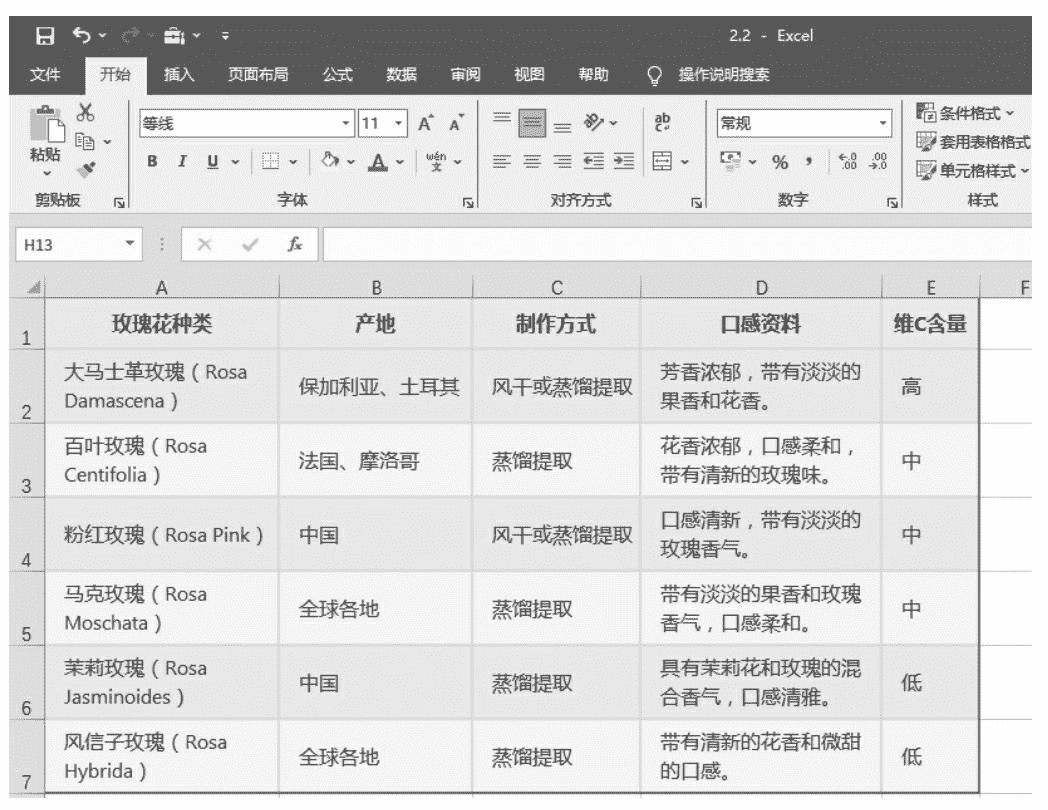 2.2 - Excel
文件 开始 插入 页面布局 公式 数据 审阅 视图 帮助 操作说明搜索
等线 11 A A ab 常规 条件格式
粘贴 B I U A wén 文 % , .00 .00 套用表格格式
单元格样式
剪贴板 字体 对齐方式 数字 样式
H13 fx
A B C D E F
1 玫瑰花种类 产地 制作方式 口感资料 维C含量
大马士革玫瑰（Rosa
Damascena）
保加利亚、土耳其
风干或蒸馏提取
芳香浓郁，带有淡淡的
果香和花香。
高
2
百叶玫瑰（Rosa
Centifolia）
法国、摩洛哥
蒸馏提取
花香浓郁，口感柔和，
带有清新的玫瑰味。
中
3
粉红玫瑰（Rosa Pink）
中国
风干或蒸馏提取
口感清新，带有淡淡的
玫瑰香气。
中
4
马克玫瑰（Rosa
Moschata）
全球各地
蒸馏提取
带有淡淡的果香和玫瑰
香气，口感柔和。
中
5
茉莉玫瑰（Rosa
Jasminoides）
中国
蒸馏提取
具有茉莉花和玫瑰的混
合香气，口感清雅。
低
6
风信子玫瑰（Rosa
Hybrida）
全球各地
蒸馏提取
带有清新的花香和微甜
的口感。
低
7